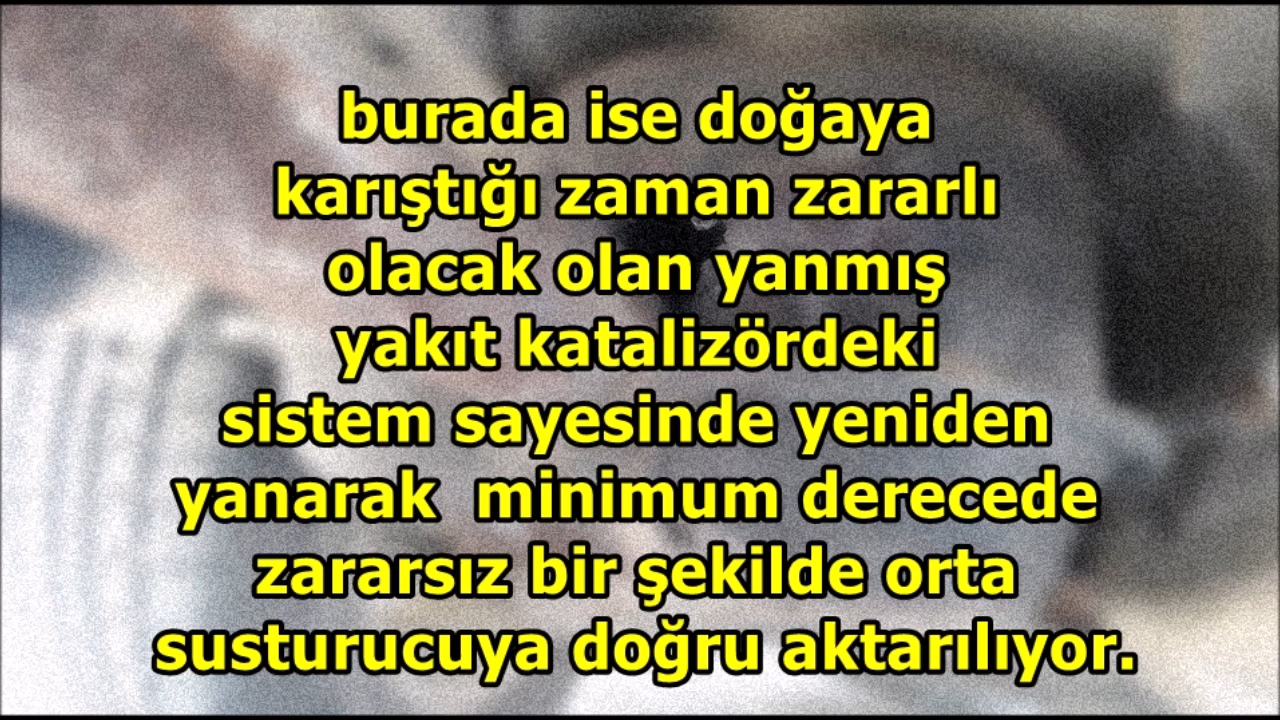 burada ise doğaya
karıştığı zaman zararlı
olacak olan yanmış
yakıt katalizördeki
sistem sayesinde yeniden
yanarak  minimum derecede
zararsız bir şekilde orta
susturucuya doğru aktarılıyor.